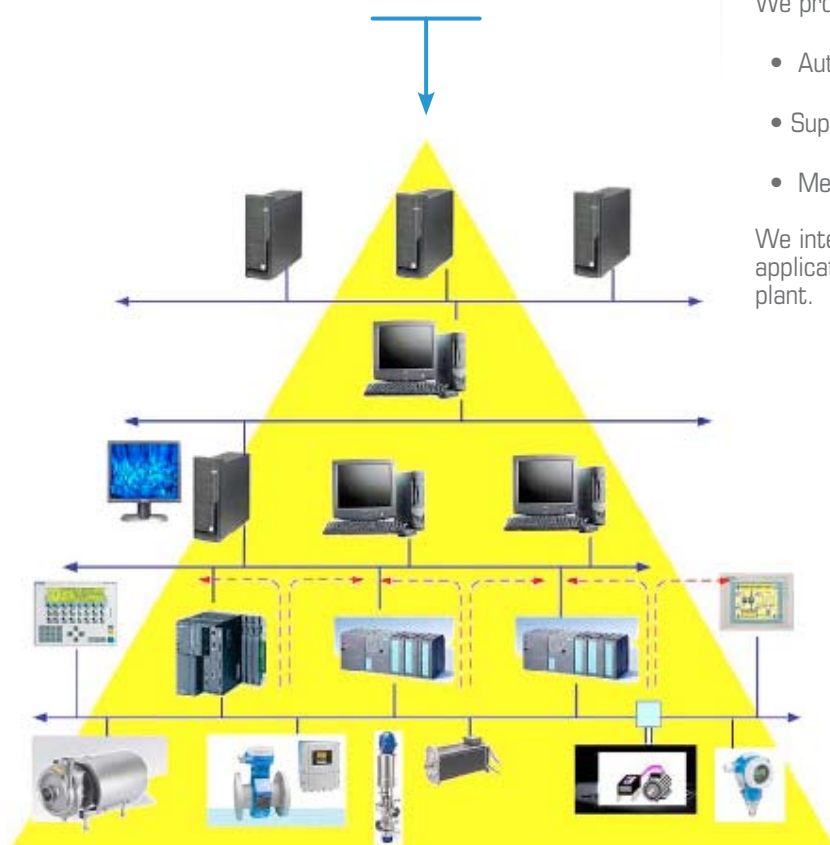 We pro
• Aut
• Sup
• Me
We inte
applicat
plant.